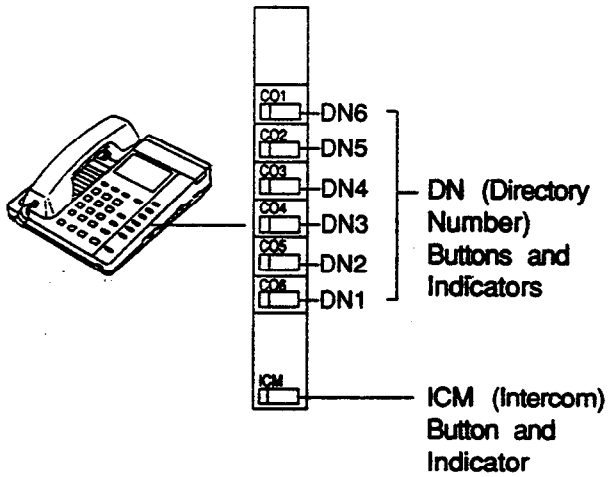 CO1
DN6
CO2
DN5
CO3
DN4
CO4
DN3
CO5
DN2
CO6
DN1
DN (Directory
Number)
Buttons and
Indicators
ICM
ICM (Intercom)
Button and
Indicator